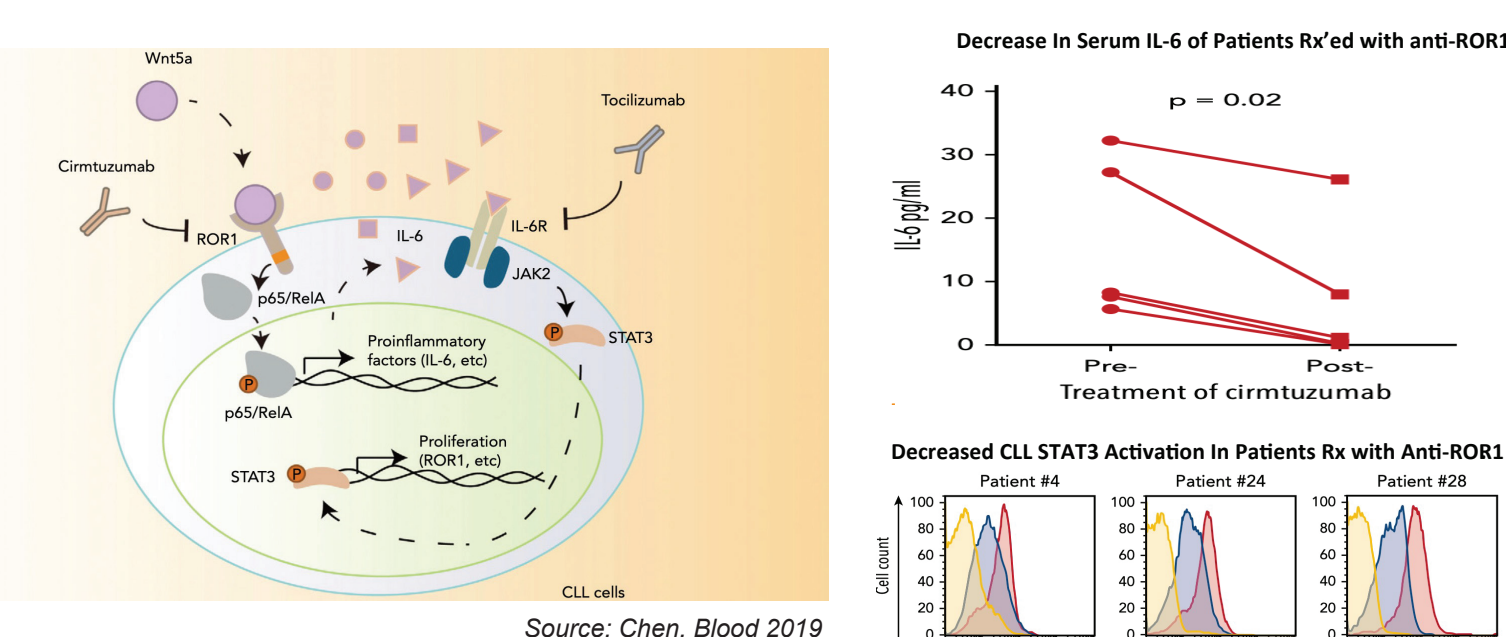 Wnt5a
Tocilizumab
Cirmtuzumab
ROR1
IL-6
IL-6R
JAK2
p65/RelA
P
STAT3
Proinflammatory
factors (IL-6, etc)
P
p65/RelA
Proliferation
(ROR1, etc)
STAT3
P
CLL cells
Source: Chen, Blood 2019
Decrease In Serum IL-6 of Patients Rx’ed with anti-ROR1
p = 0.02
IL-6 pg/ml
40
30
20
10
0
Pre-
Post-
Treatment of cirmtuzumab
Decreased CLL STAT3 Activation In Patients Rx with Anti-ROR1
Patient #4
Patient #24
Patient #28
Cell count
100
80
60
40
20
0
100
80
60
40
20
0
100
80
60
40
20
0